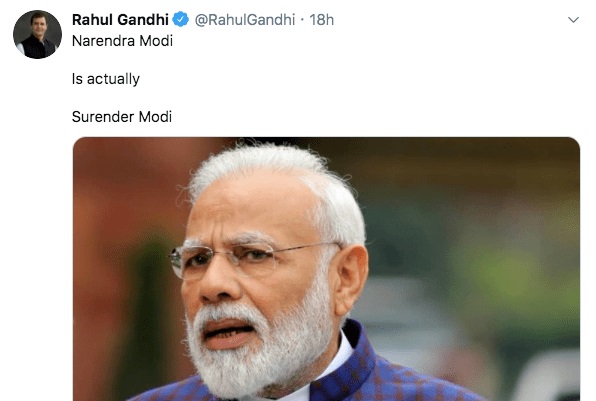 Rahul Gandhi @RahulGandhi · 18h
Narendra Modi
Is actually
Surender Modi